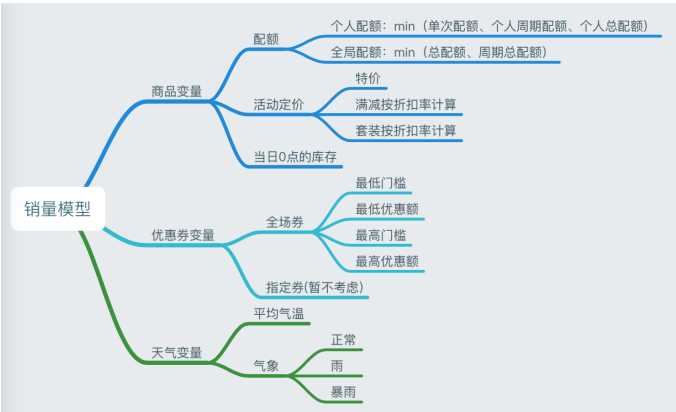 销量模型
商品变量
配额
个人配额：min（单次配额、个人周期配额、个人总配额）
全局配额：min（总配额、周期总配额）
活动定价
特价
满减按折扣率计算
套装按折扣率计算
当日0点的库存
优惠券变量
全场券
最低门槛
最低优惠额
最高门槛
最高优惠额
指定券(暂不考虑)
天气变量
平均气温
气象
正常
雨
暴雨